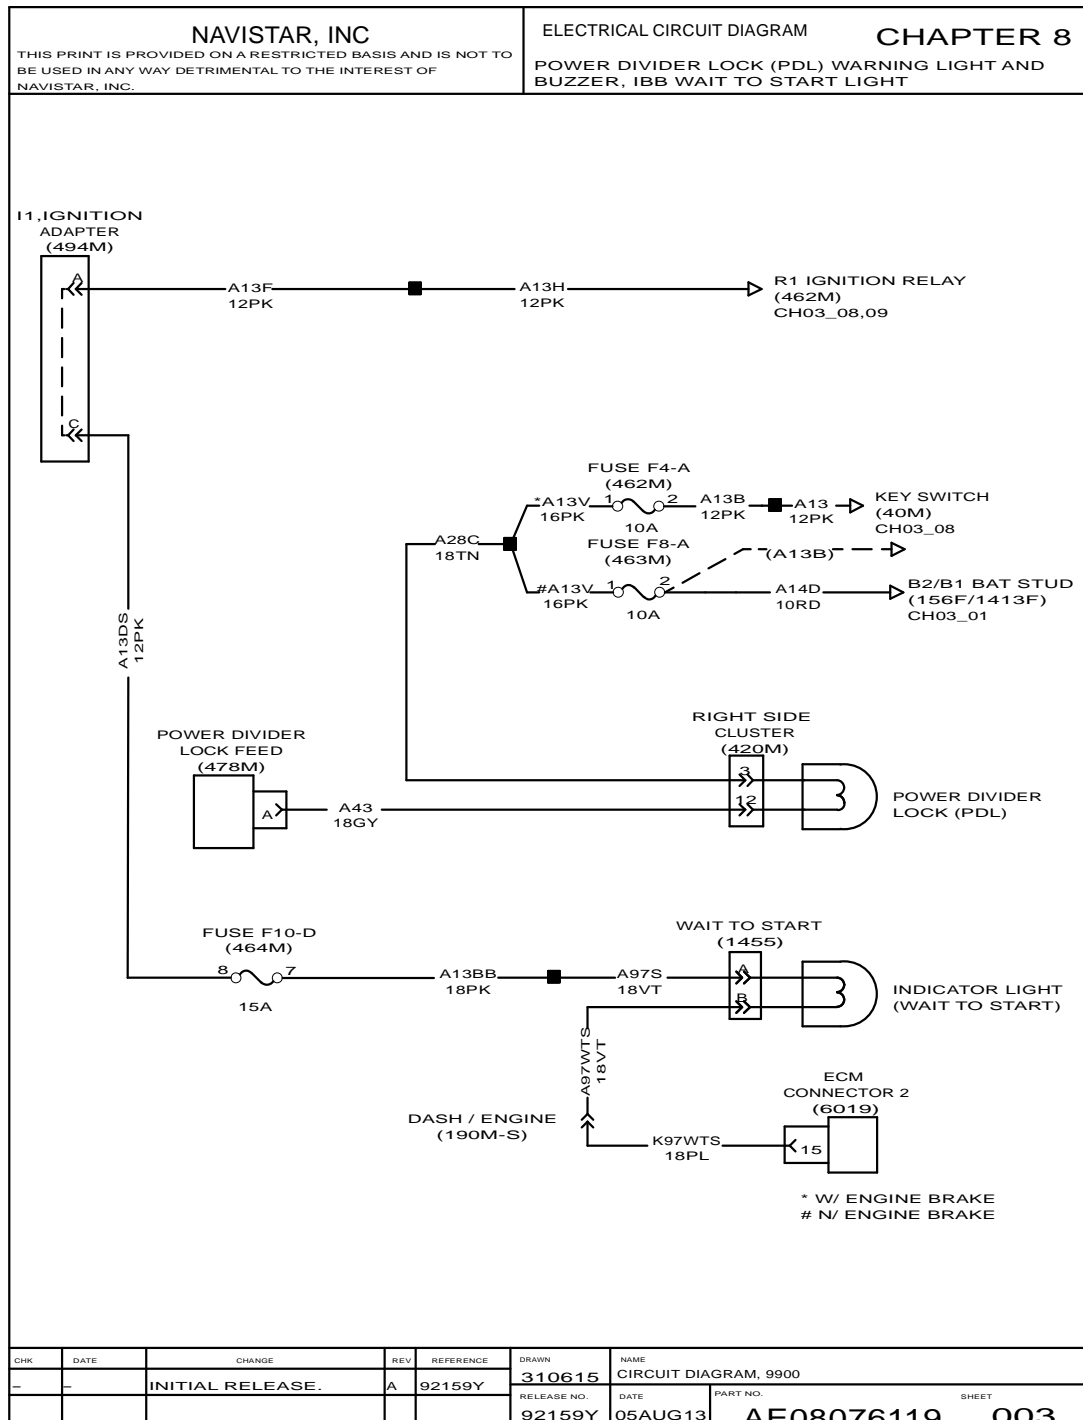 NAVISTAR, INC
THIS PRINT IS PROVIDED ON A RESTRICTED BASIS AND IS NOT TO
BE USED IN ANY WAY DETRIMENTAL TO THE INTEREST OF
NAVISTAR, INC.
ELECTRICAL CIRCUIT DIAGRAM
CHAPTER 8
POWER DIVIDER LOCK (PDL) WARNING LIGHT AND
BUZZER, IBB WAIT TO START LIGHT
I1,IGNITION
ADAPTER
(494M)
A
A13F
12PK
A13H
12PK
R1 IGNITION RELAY
(462M)
CH03_08,09
C
FUSE F4-A
(462M)
*A13V
16PK
1
2
10A
A13B
12PK
A13
12PK
KEY SWITCH
(40M)
CH03_08
A28C
18TN
FUSE F8-A
(463M)
(A13B)
#A13V
16PK
1
2
10A
A14D
10RD
B2/B1 BAT STUD
(156F/1413F)
CH03_01
A13DS
12PK
RIGHT SIDE
CLUSTER
(420M)
POWER DIVIDER
LOCK FEED
(478M)
3
A
A43
18GY
12
POWER DIVIDER
LOCK (PDL)
FUSE F10-D
(464M)
8
7
15A
A13BB
18PK
A97S
18VT
WAIT TO START
(1455)
A
B
INDICATOR LIGHT
(WAIT TO START)
A97WTS
18VT
ECM
CONNECTOR 2
(6019)
DASH / ENGINE
(190M-S)
K97WTS
18PL
15
* W/ ENGINE BRAKE
# N/ ENGINE BRAKE
CHK
DATE
CHANGE
REV
REFERENCE
DRAWN
NAME
310615
CIRCUIT DIAGRAM, 9900
–
–
INITIAL RELEASE.
A
92159Y
RELEASE NO.
DATE
PART NO.
SHEET
92159Y
05AUG13
AE08076119
003